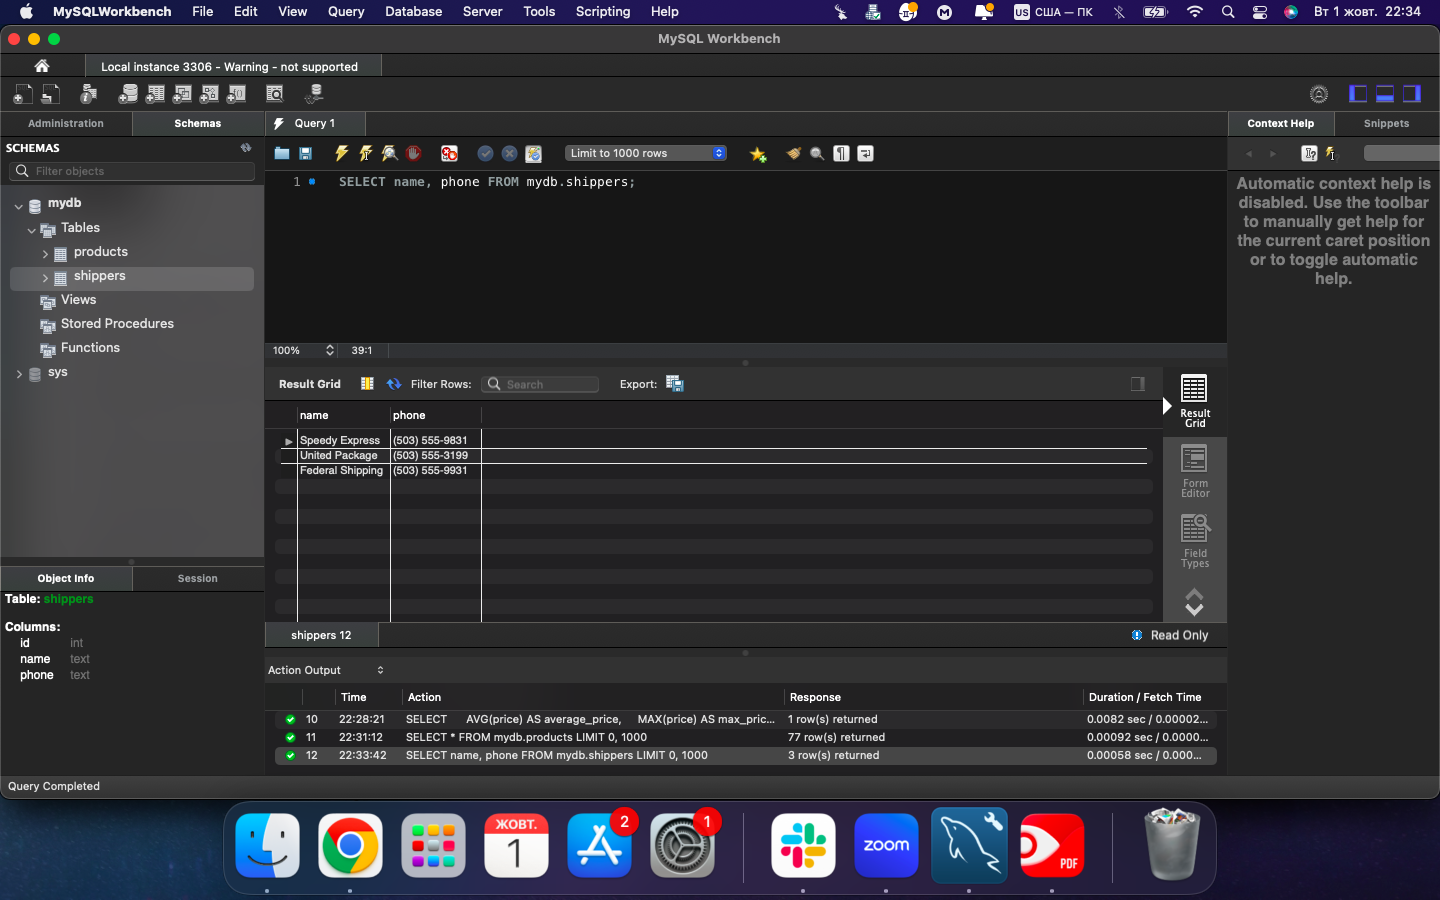 MySQLWorkbench File Edit View Query Database Server Tools Scripting Help US США — ПК Вт 1 жовт. 22:34
MySQL Workbench
Local instance 3306 - Warning - not supported
Administration Schemas Query 1 Context Help Snippets
SCHEMAS
Limit to 1000 rows
Filter objects
1 SELECT name, phone FROM mydb.shippers;
Automatic context help is
disabled. Use the toolbar
to manually get help for
the current caret position
or to toggle automatic
help.
mydb
Tables
products
shippers
Views
Stored Procedures
Functions
sys
100% 39:1
Result Grid Filter Rows: Search Export:
name phone
Speedy Express (503) 555-9831
United Package (503) 555-3199
Federal Shipping (503) 555-9931
Result
Grid
Form
Editor
Field
Types
Object Info Session
Table: shippers
Columns:
id int
name text
phone text
shippers 12 Read Only
Action Output
Time Action Response Duration / Fetch Time
10 22:28:21 SELECT AVG(price) AS average_price, MAX(price) AS max_pric... 1 row(s) returned 0.0082 sec / 0.00002...
11 22:31:12 SELECT * FROM mydb.products LIMIT 0, 1000 77 row(s) returned 0.00092 sec / 0.0000...
12 22:33:42 SELECT name, phone FROM mydb.shippers LIMIT 0, 1000 3 row(s) returned 0.00058 sec / 0.000...
Query Completed
ЖОВТ.
1
2
1
zoom
PDF